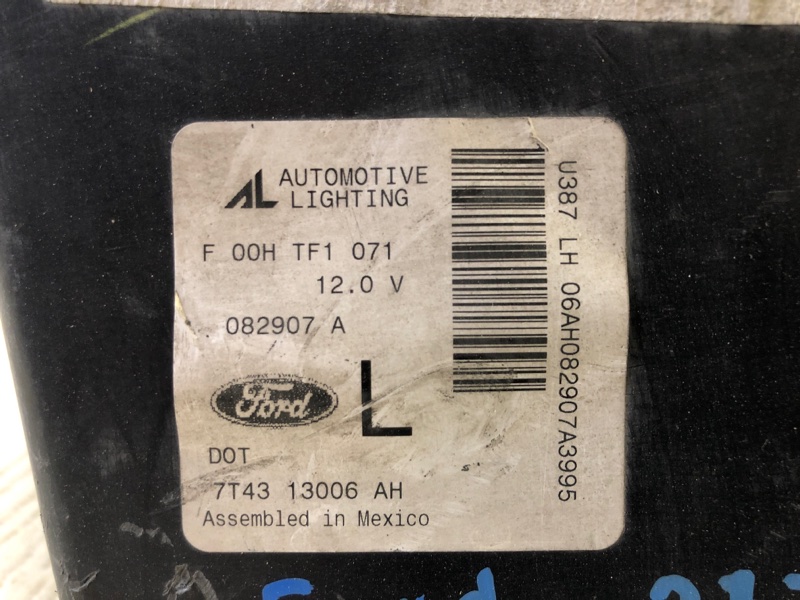 AL AUTOMOTIVE
LIGHTING
F 00H TF1 071
12.0 V
082907 A
Ford
L
DOT
7T43 13006 AH
Assembled in Mexico
U387 LH 06AH082907A3995